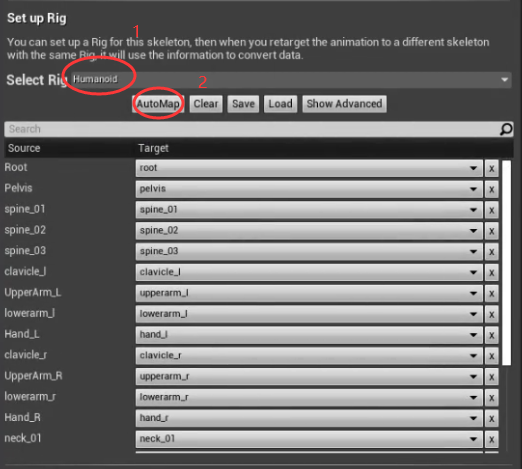 Set up Rig
1
You can set up a Rig for this skeleton, then when you retarget the animation to a different skeleton
with the same Rig, it will use the information to convert data.
Select Rig Humanoid
2
AutoMap Clear Save Load Show Advanced
Search
Source Target
Root root x
Pelvis pelvis x
spine_01 spine_01 x
spine_02 spine_02 x
spine_03 spine_03 x
clavicle_l clavicle_l x
UpperArm_L upperarm_l x
lowerarm_l lowerarm_l x
Hand_L hand_l x
clavicle_r clavicle_r x
UpperArm_R upperarm_r x
lowerarm_r lowerarm_r x
Hand_R hand_r x
neck_01 neck_01 x